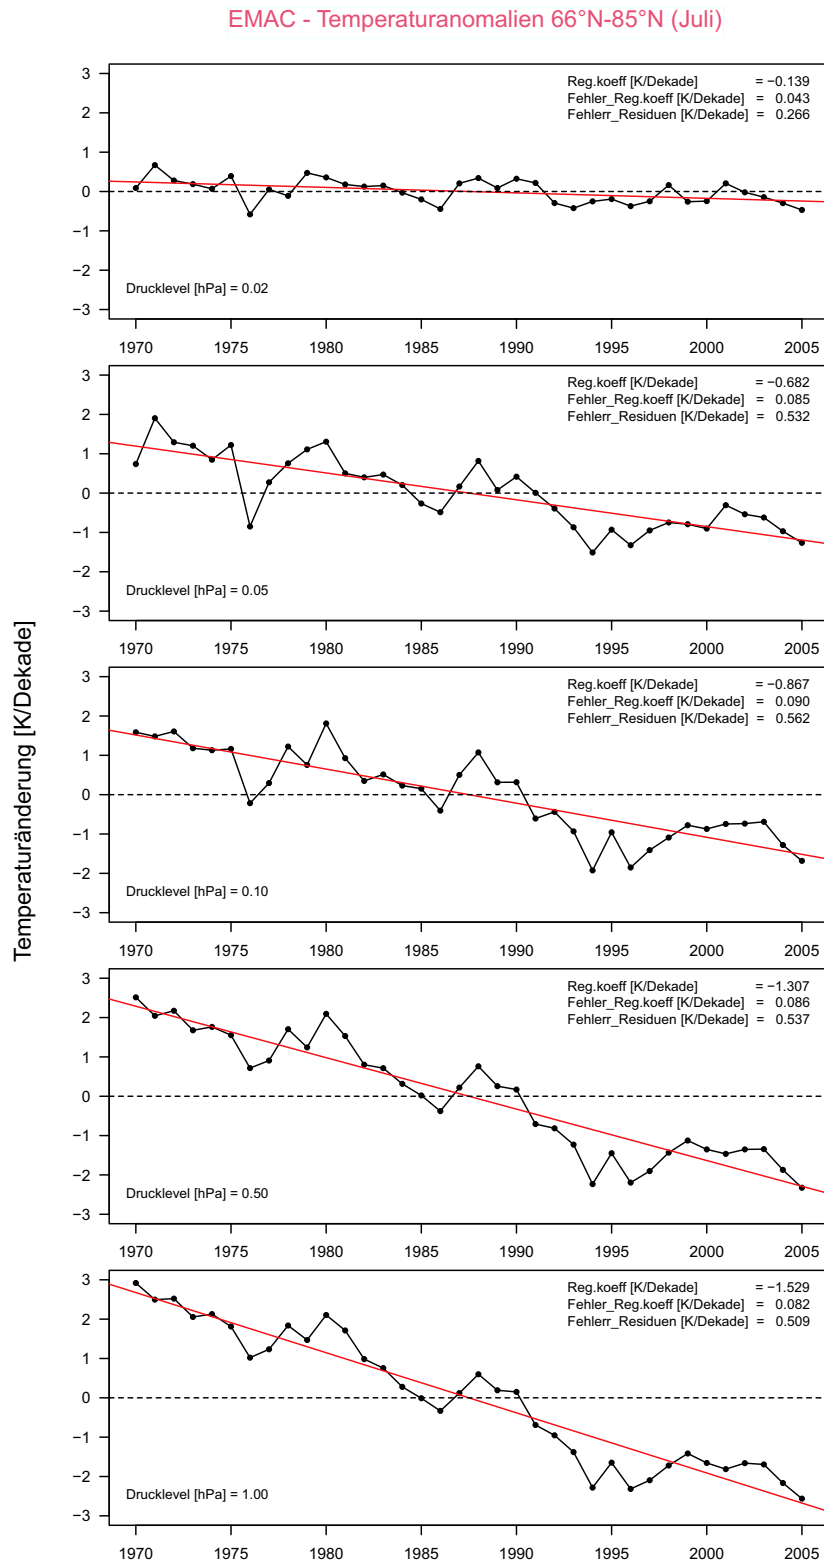 EMAC - Temperaturanomalien 66°N-85°N (Juli)
Temperaturänderung [K/Dekade]
3
2
1
0
−1
−2
−3
Reg.koeff [K/Dekade] = −0.139
Fehler_Reg.koeff [K/Dekade] = 0.043
Fehlerr_Residuen [K/Dekade] = 0.266
Drucklevel [hPa] = 0.02
1970 1975 1980 1985 1990 1995 2000 2005
3
2
1
0
−1
−2
−3
Reg.koeff [K/Dekade] = −0.682
Fehler_Reg.koeff [K/Dekade] = 0.085
Fehlerr_Residuen [K/Dekade] = 0.532
Drucklevel [hPa] = 0.05
1970 1975 1980 1985 1990 1995 2000 2005
3
2
1
0
−1
−2
−3
Reg.koeff [K/Dekade] = −0.867
Fehler_Reg.koeff [K/Dekade] = 0.090
Fehlerr_Residuen [K/Dekade] = 0.562
Drucklevel [hPa] = 0.10
1970 1975 1980 1985 1990 1995 2000 2005
3
2
1
0
−1
−2
−3
Reg.koeff [K/Dekade] = −1.307
Fehler_Reg.koeff [K/Dekade] = 0.086
Fehlerr_Residuen [K/Dekade] = 0.537
Drucklevel [hPa] = 0.50
1970 1975 1980 1985 1990 1995 2000 2005
3
2
1
0
−1
−2
−3
Reg.koeff [K/Dekade] = −1.529
Fehler_Reg.koeff [K/Dekade] = 0.082
Fehlerr_Residuen [K/Dekade] = 0.509
Drucklevel [hPa] = 1.00
1970 1975 1980 1985 1990 1995 2000 2005